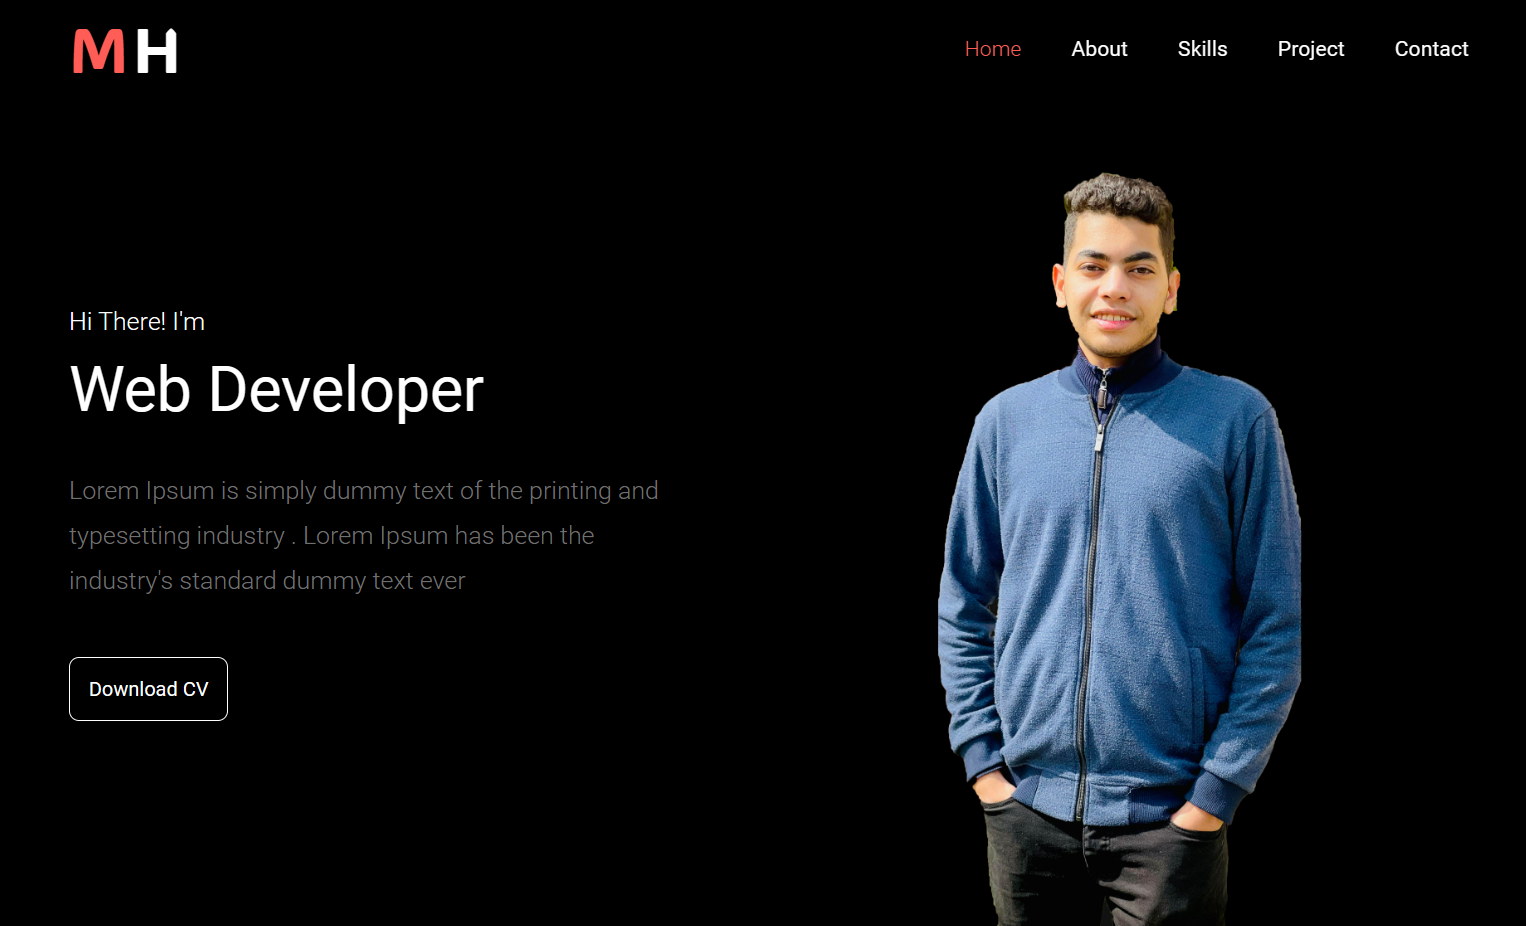 MH
Home About Skills Project Contact
Hi There! I'm
Web Developer
Lorem Ipsum is simply dummy text of the printing and
typesetting industry . Lorem Ipsum has been the
industry's standard dummy text ever
Download CV